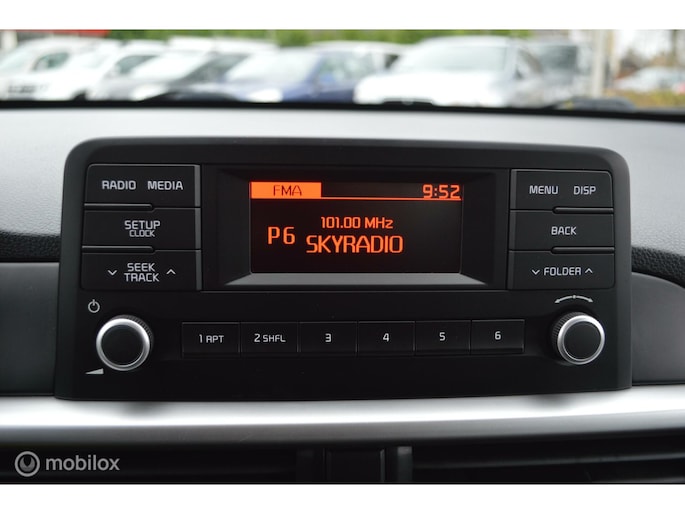 RADIO MEDIA
SETUP
CLOCK
SEEK
TRACK
FMA 9:52
101.00 MHz
P6 SKYRADIO
MENU DISP
BACK
FOLDER
1 RPT 2 SHFL 3 4 5 6
mobilox